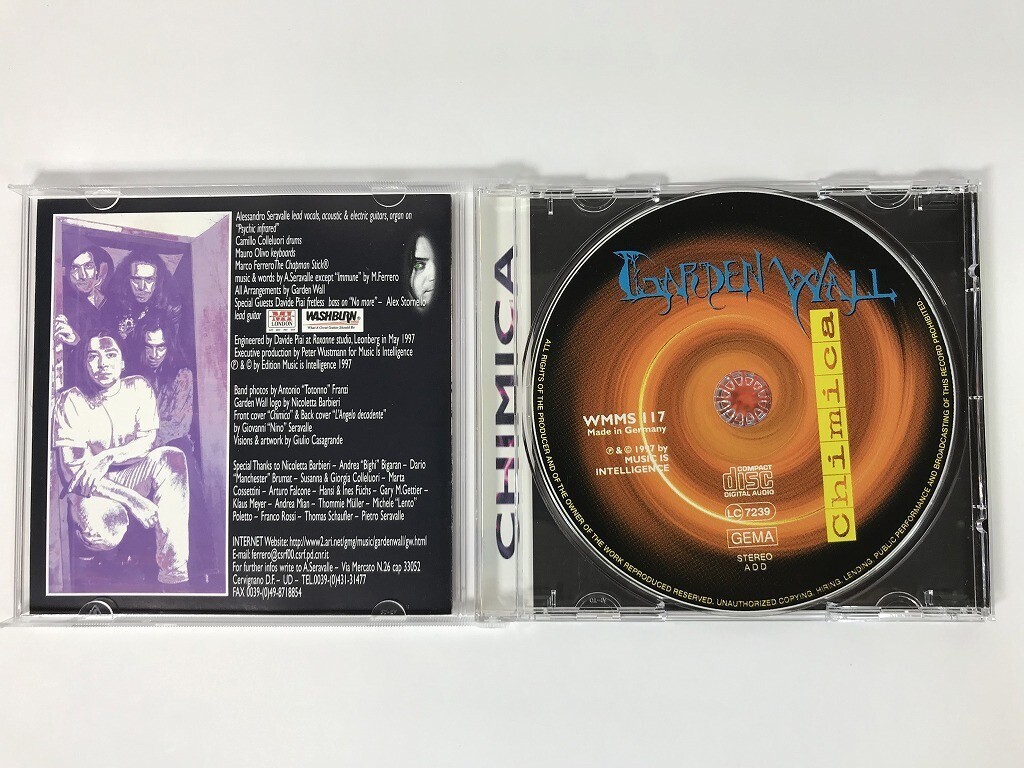 Alessandro Seravalle lead vocals, acoustic & electric guitars, organ on
"Psychic infrared"
Camillo Colleluori drums
Mauro Olivo keyboards
Marco Ferrero The Chapman Stick®
music & words by A.Seravalle except "Immune" by M.Ferrero
All Arrangements by Garden Wall
Special Guests Davide Piai fretless bass on "No more" – Alex Stornello
lead guitar
LONDON
WASHBURN
Engineered by Davide Piai at Roxanne studio, Leonberg in May 1997
Executive production by Peter Wustmann for Music Is Intelligence
℗ & © by Edition Music is Intelligence 1997
Band photos by Antonio "Totonno" Franzi
Garden Wall logo by Nicoletta Barbieri
Front cover "Chimica" & Back cover "L'Angelo decadente"
by Giovanni "Nino" Seravalle
Visions & artwork by Giulio Casagrande
Special Thanks to Nicoletta Barbieri – Andrea "Bighi" Bigaran – Dario
"Manchester" Brumat – Susanna & Giorgia Colleluori – Marta
Cossettini – Arturo Falcone – Hansi & Ines Füchs – Gary M.Gettier –
Klaus Meyer – Andrea Mian – Thommie Müller – Michele "Lento"
Poletto – Franco Rossi – Thomas Schaufler – Pietro Seravalle
INTERNET Website: http://www2.ari.net/gmg/music/gardenwall/gw.html
E-mail: ferrero@csrf00.csrf.pd.cnr.it
For further infos write to A.Seravalle – Via Mercato N.26 cap 33052
Cervignano D.F. – UD – TEL.0039-(0)431-31477
FAX 0039-(0)49-8718854
CHIMICA
GARDEN WALL
Chimica
WMMS 117
Made in Germany
℗ & © 1997 by
MUSIC IS
INTELLIGENCE
COMPACT
disc
DIGITAL AUDIO
LC 7239
GEMA
STEREO
A D D
ALL RIGHTS OF THE PRODUCER AND OF THE OWNER OF THE WORK REPRODUCED RESERVED. UNAUTHORIZED COPYING, HIRING, LENDING, PUBLIC PERFORMANCE AND BROADCASTING OF THIS RECORD PROHIBITED.